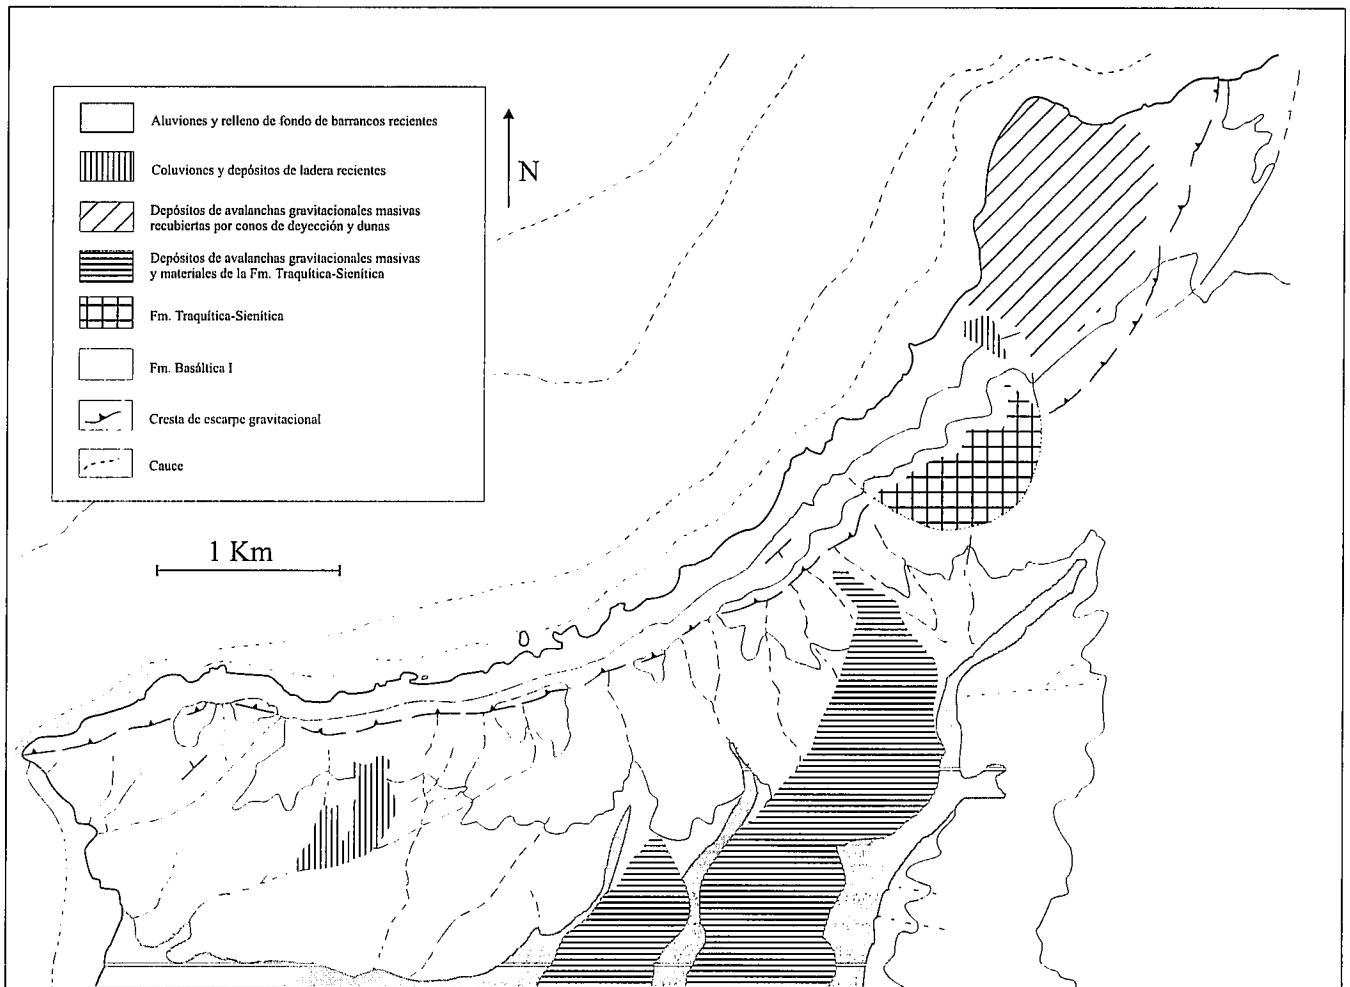 Aluviones y relleno de fondo de barrancos recientes
Coluviones y depósitos de ladera recientes
Depósitos de avalanchas gravitacionales masivas
recubiertas por conos de deyección y dunas
Depósitos de avalanchas gravitacionales masivas
y materiales de la Fm. Traquítica-Sienítica
Fm. Traquítica-Sienítica
Fm. Basáltica I
Cresta de escarpe gravitacional
Cauce
N
1 Km